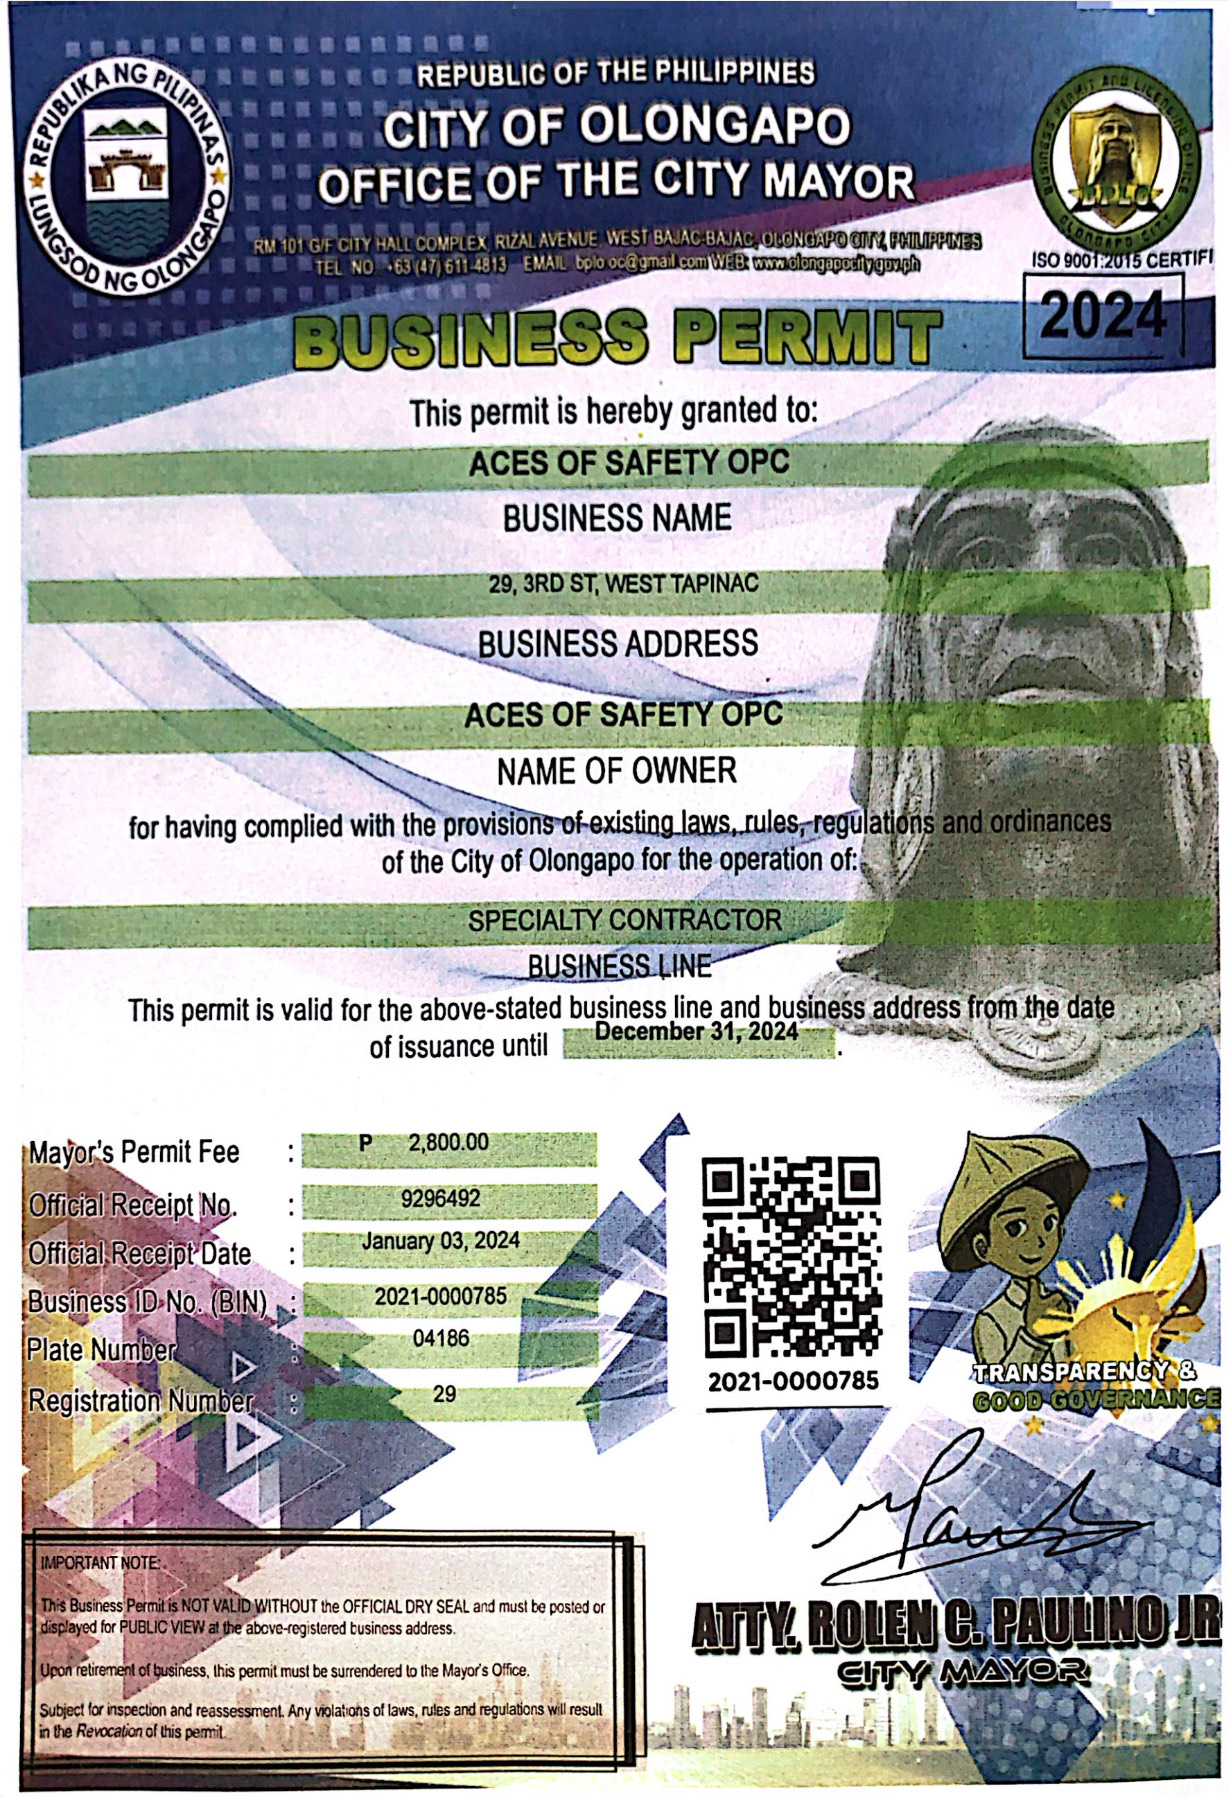 REPUBLIKA NG PILIPINAS
LUNGSOD NG OLONGAPO
REPUBLIC OF THE PHILIPPINES
CITY OF OLONGAPO
OFFICE OF THE CITY MAYOR
RM 101 G/F CITY HALL COMPLEX, RIZAL AVENUE, WEST BAJAC-BAJAC, OLONGAPO CITY, PHILIPPINES
TEL NO +63 (47) 611-4813 EMAIL bplo oc@gmail com WEB: www.olongapocity.gov.ph
BUSINESS PERMIT AND LICENSING OFFICE
BPLO
OLONGAPO CITY
ISO 9001:2015 CERTIFI
2024
BUSINESS PERMIT
This permit is hereby granted to:
ACES OF SAFETY OPC
BUSINESS NAME
29, 3RD ST, WEST TAPINAC
BUSINESS ADDRESS
ACES OF SAFETY OPC
NAME OF OWNER
for having complied with the provisions of existing laws, rules, regulations and ordinances
of the City of Olongapo for the operation of:
SPECIALTY CONTRACTOR
BUSINESS LINE
This permit is valid for the above-stated business line and business address from the date
of issuance until December 31, 2024.
Mayor's Permit Fee : P 2,800.00
Official Receipt No. : 9296492
Official Receipt Date : January 03, 2024
Business ID No. (BIN) : 2021-0000785
Plate Number : 04186
Registration Number : 29
2021-0000785
TRANSPARENCY &
GOOD GOVERNANCE
ATTY. ROLEN C. PAULINO JR
CITY MAYOR
IMPORTANT NOTE:
This Business Permit is NOT VALID WITHOUT the OFFICIAL DRY SEAL and must be posted or
displayed for PUBLIC VIEW at the above-registered business address.
Upon retirement of business, this permit must be surrendered to the Mayor's Office.
Subject for inspection and reassessment. Any violations of laws, rules and regulations will result
in the Revocation of this permit.